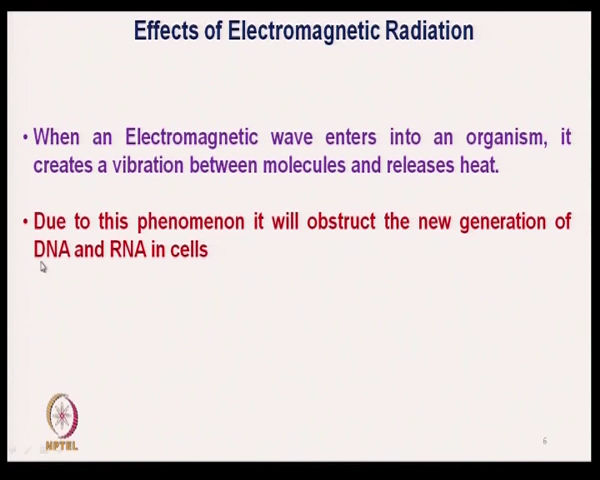 Effects of Electromagnetic Radiation
• When an Electromagnetic wave enters into an organism, it
creates a vibration between molecules and releases heat.
• Due to this phenomenon it will obstruct the new generation of
DNA and RNA in cells
NPTEL
6